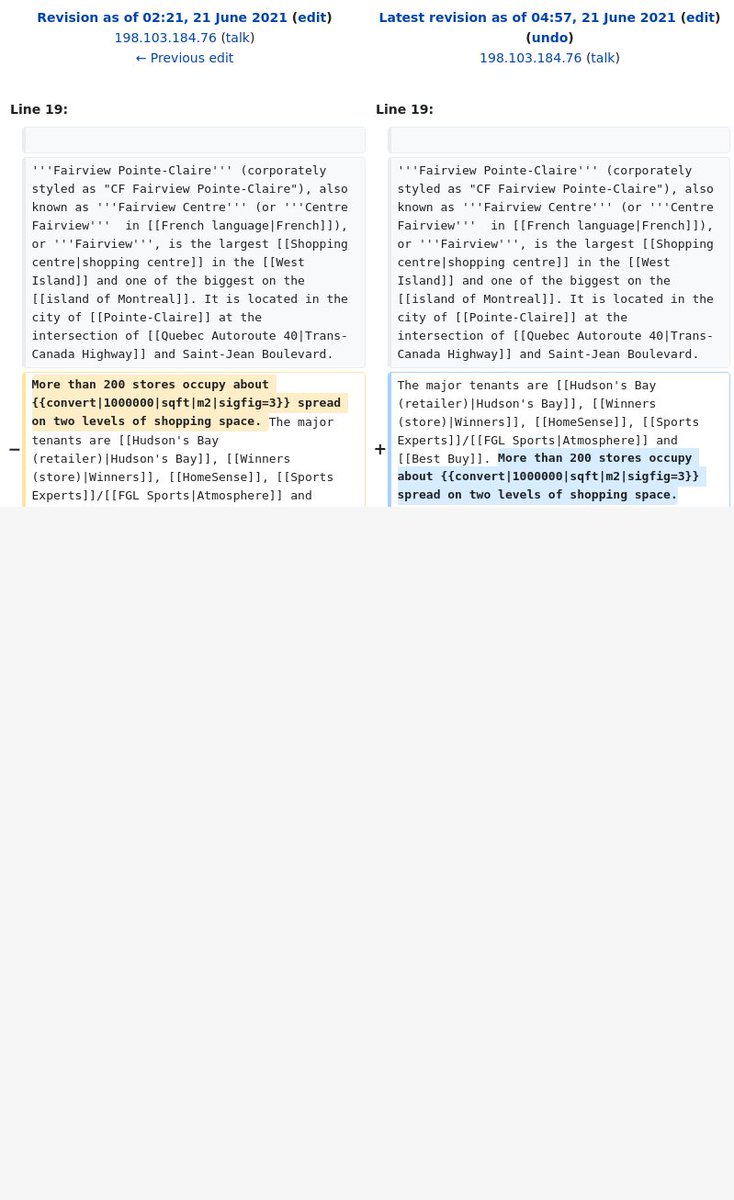 Revision as of 02:21, 21 June 2021 (edit)
198.103.184.76 (talk)
← Previous edit
Latest revision as of 04:57, 21 June 2021 (edit)
(undo)
198.103.184.76 (talk)
Line 19:
Line 19:
'''Fairview Pointe-Claire''' (corporately
styled as "CF Fairview Pointe-Claire"), also
known as '''Fairview Centre''' (or '''Centre
Fairview'''  in [[French language|French]]),
or '''Fairview''', is the largest [[Shopping
centre|shopping centre]] in the [[West
Island]] and one of the biggest on the
[[island of Montreal]]. It is located in the
city of [[Pointe-Claire]] at the
intersection of [[Quebec Autoroute 40|Trans-
Canada Highway]] and Saint-Jean Boulevard.
'''Fairview Pointe-Claire''' (corporately
styled as "CF Fairview Pointe-Claire"), also
known as '''Fairview Centre''' (or '''Centre
Fairview'''  in [[French language|French]]),
or '''Fairview''', is the largest [[Shopping
centre|shopping centre]] in the [[West
Island]] and one of the biggest on the
[[island of Montreal]]. It is located in the
city of [[Pointe-Claire]] at the
intersection of [[Quebec Autoroute 40|Trans-
Canada Highway]] and Saint-Jean Boulevard.
− More than 200 stores occupy about
{{convert|1000000|sqft|m2|sigfig=3}} spread
on two levels of shopping space. The major
tenants are [[Hudson's Bay
(retailer)|Hudson's Bay]], [[Winners
(store)|Winners]], [[HomeSense]], [[Sports
Experts]]/[[FGL Sports|Atmosphere]] and
+ The major tenants are [[Hudson's Bay
(retailer)|Hudson's Bay]], [[Winners
(store)|Winners]], [[HomeSense]], [[Sports
Experts]]/[[FGL Sports|Atmosphere]] and
[[Best Buy]]. More than 200 stores occupy
about {{convert|1000000|sqft|m2|sigfig=3}}
spread on two levels of shopping space.